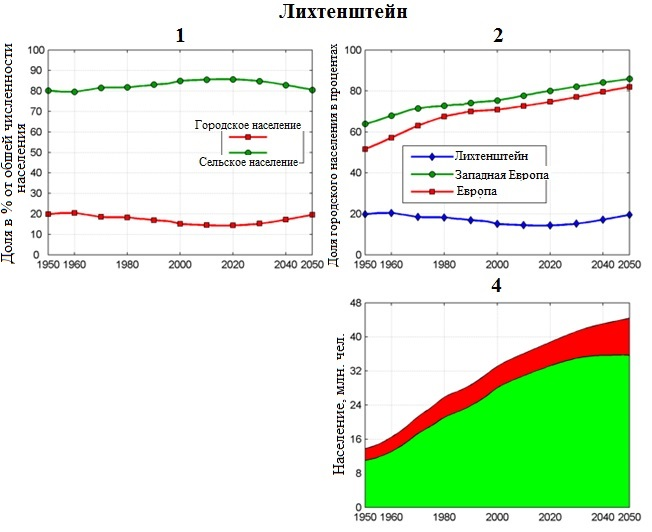 Лихтенштейн
1
2
Доля в % от общей численности
населения
100
90
80
70
60
50
40
30
20
10
0
1950 1960 1980 2000 2020 2040 2050
Городское население
Сельское население
Доля городского населения в процентах
100
80
60
40
20
0
1950 1960 1980 2000 2020 2040 2050
Лихтенштейн
Западная Европа
Европа
4
Население, млн. чел.
48
40
32
24
16
8
0
1950 1960 1980 2000 2020 2040 2050